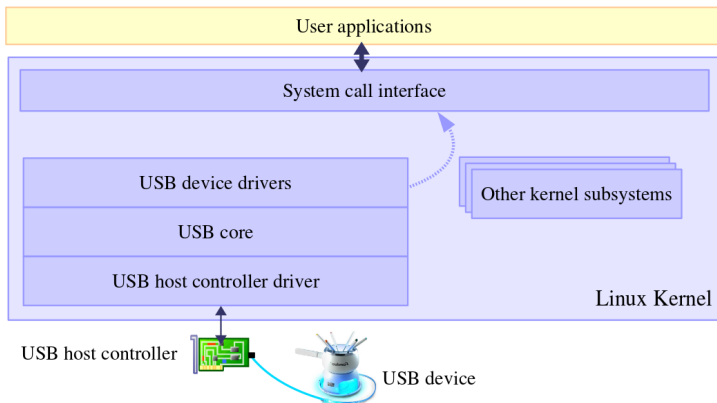 User applications
System call interface
USB device drivers
Other kernel subsystems
USB core
USB host controller driver
Linux Kernel
USB host controller
USB device